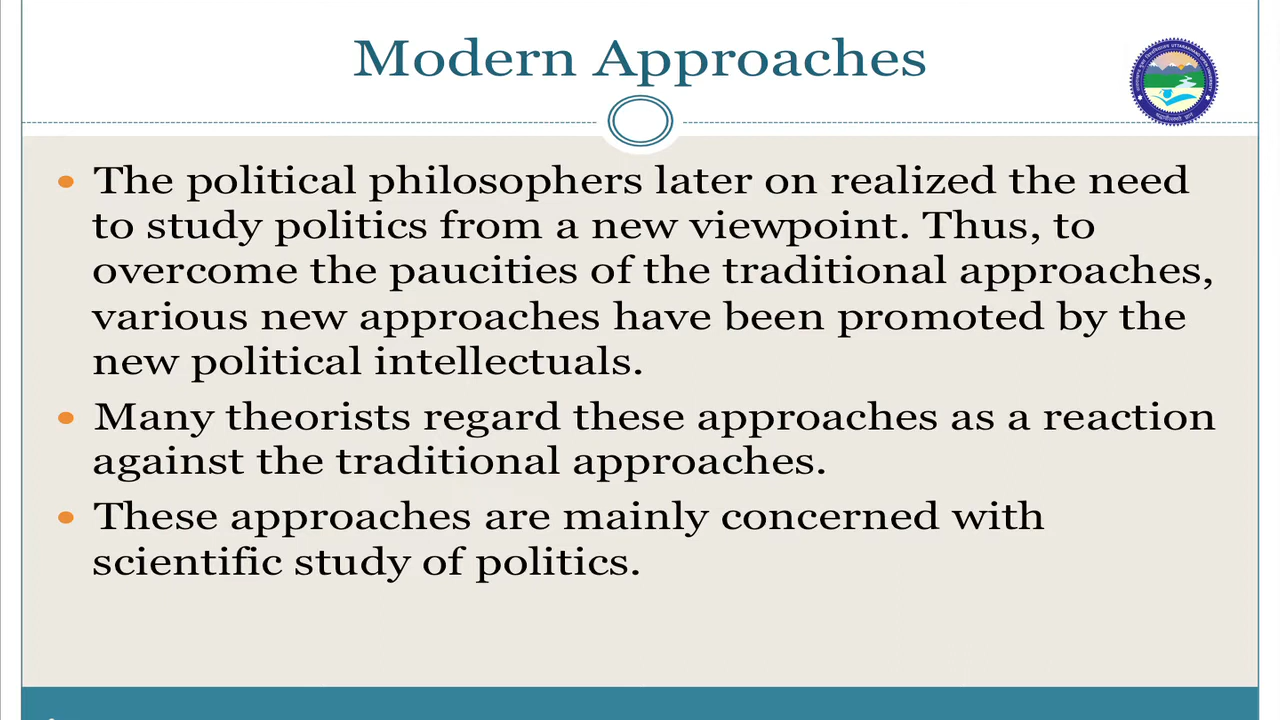 Modern Approaches
• The political philosophers later on realized the need
to study politics from a new viewpoint. Thus, to
overcome the paucities of the traditional approaches,
various new approaches have been promoted by the
new political intellectuals.
• Many theorists regard these approaches as a reaction
against the traditional approaches.
• These approaches are mainly concerned with
scientific study of politics.